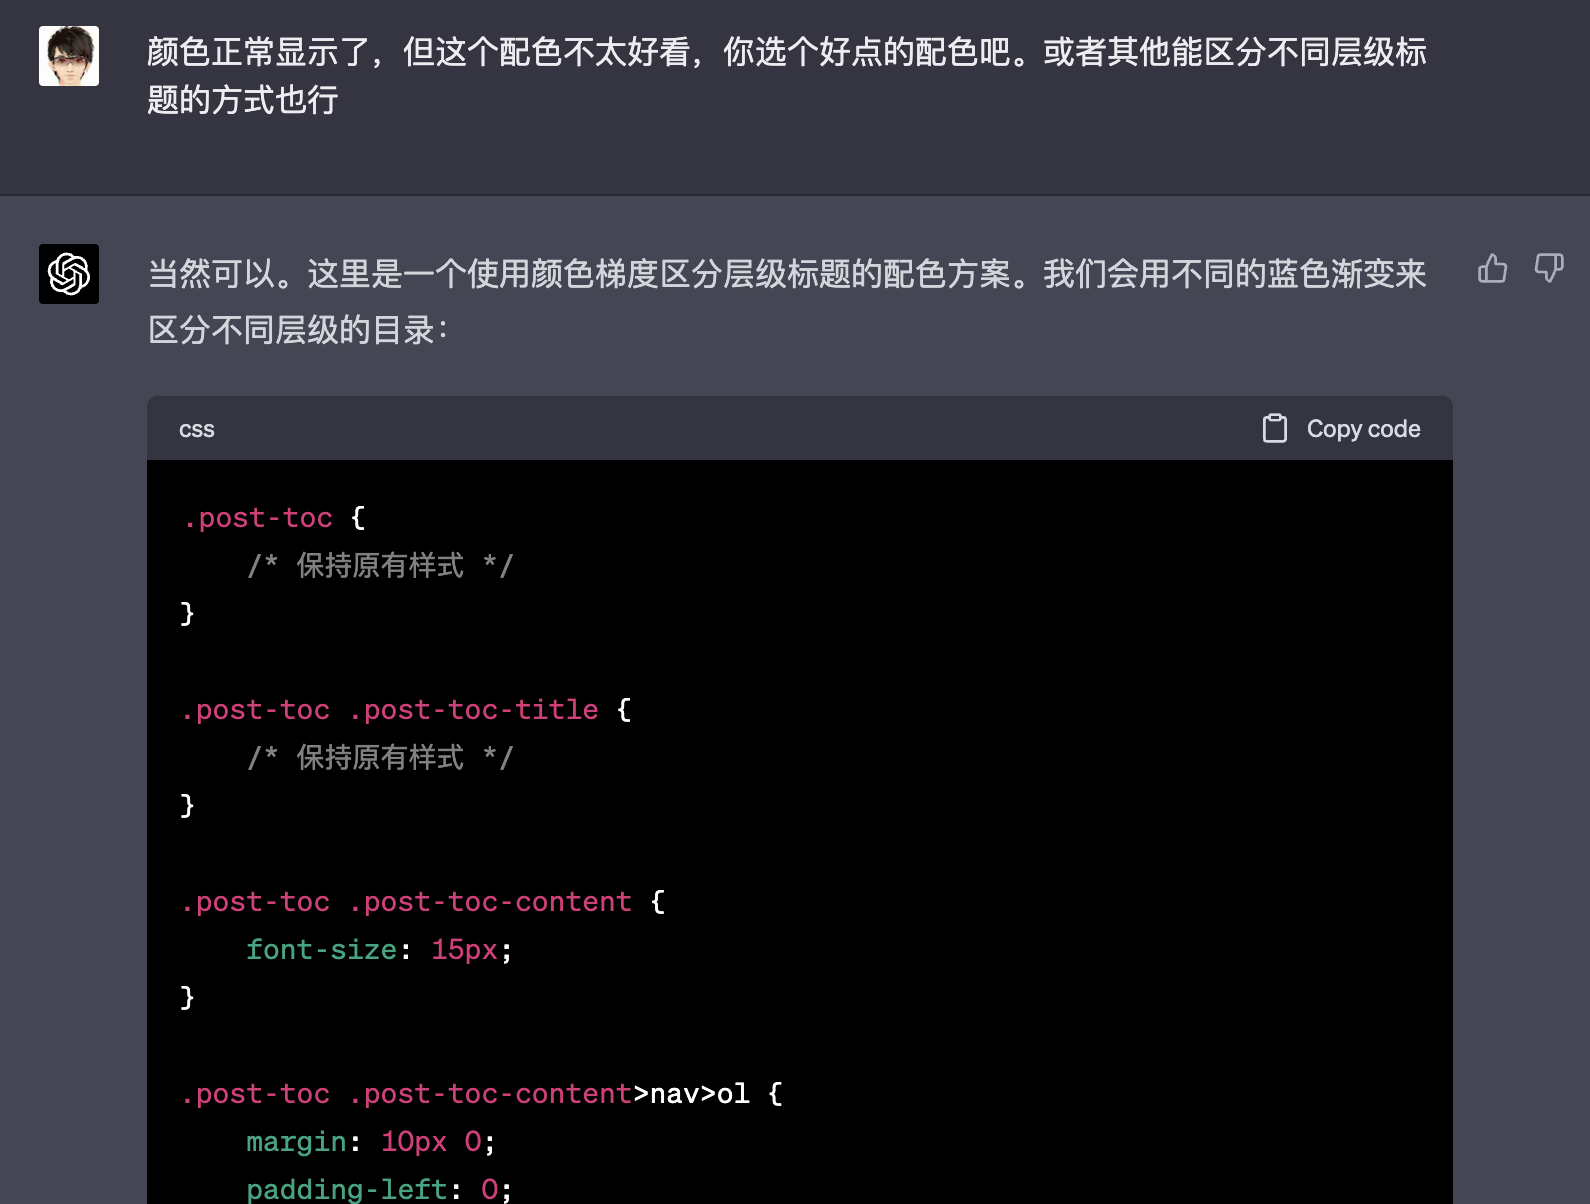 颜色正常显示了，但这个配色不太好看，你选个好点的配色吧。或者其他能区分不同层级标
题的方式也行
当然可以。这里是一个使用颜色梯度区分层级标题的配色方案。我们会用不同的蓝色渐变来
区分不同层级的目录：
css
Copy code
.post-toc {
    /* 保持原有样式 */
}
.post-toc .post-toc-title {
    /* 保持原有样式 */
}
.post-toc .post-toc-content {
    font-size: 15px;
}
.post-toc .post-toc-content>nav>ol {
    margin: 10px 0;
    padding-left: 0;